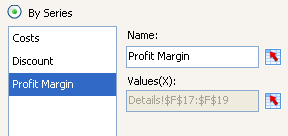 By Series
Costs
Discount
Profit Margin
Name:
Profit Margin
Values(X):
Details!$F$17:$F$19